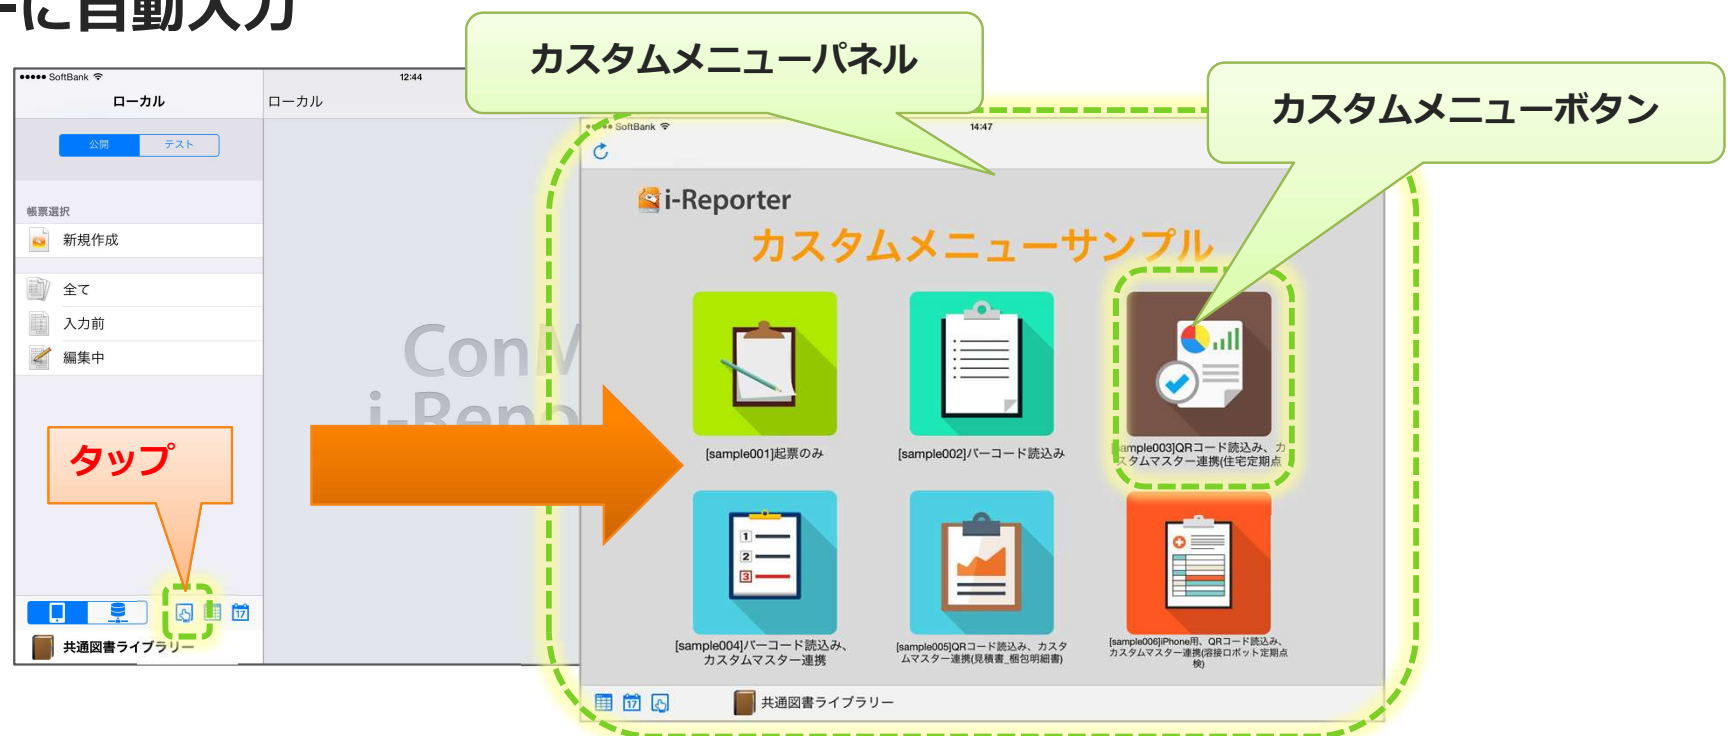 ーに自動入力
カスタムメニューパネル
カスタムメニューボタン
SoftBank
12:44
ローカル
ローカル
公開
テスト
帳票選択
新規作成
全て
入力前
編集中
ConM
i-Repo
タップ
17
共通図書ライブラリー
SoftBank
14:47
i-Reporter
カスタムメニューサンプル
[sample001]起票のみ
[sample002]バーコード読込み
[sample003]QRコード読込み、カ
スタムマスター連携(住宅定期点
1
2
3
[sample004]バーコード読込み、
カスタムマスター連携
[sample005]QRコード読込み、カスタ
ムマスター連携(見積書_梱包明細書)
[sample006]iPhone用、QRコード読込み、
カスタムマスター連携(溶接ロボット定期点
検)
17
共通図書ライブラリー